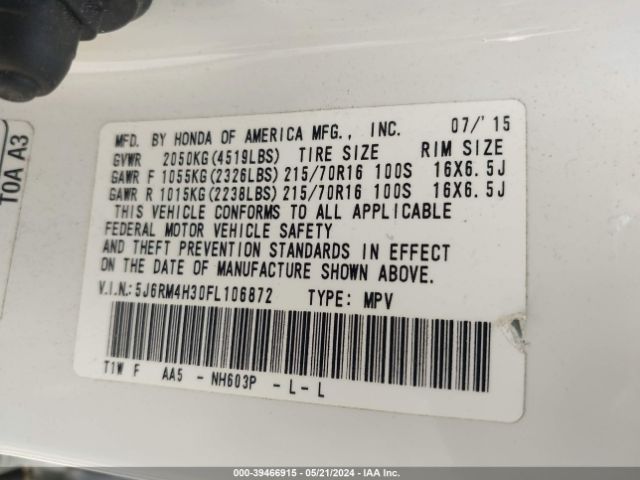 MFD. BY HONDA OF AMERICA MFG., INC. 07/'15
GVWR 2050KG(4519LBS) TIRE SIZE RIM SIZE
GAWR F 1055KG(2326LBS) 215/70R16 100S 16X6.5J
GAWR R 1015KG(2238LBS) 215/70R16 100S 16X6.5J
THIS VEHICLE CONFORMS TO ALL APPLICABLE
FEDERAL MOTOR VEHICLE SAFETY
AND THEFT PREVENTION STANDARDS IN EFFECT
ON THE DATE OF MANUFACTURE SHOWN ABOVE.
V.I.N.:5J6RM4H30FL106872 TYPE: MPV
T1W F AA5 - NH603P - L - L
T0A A3
000-39466915 - 05/21/2024 - IAA Inc.